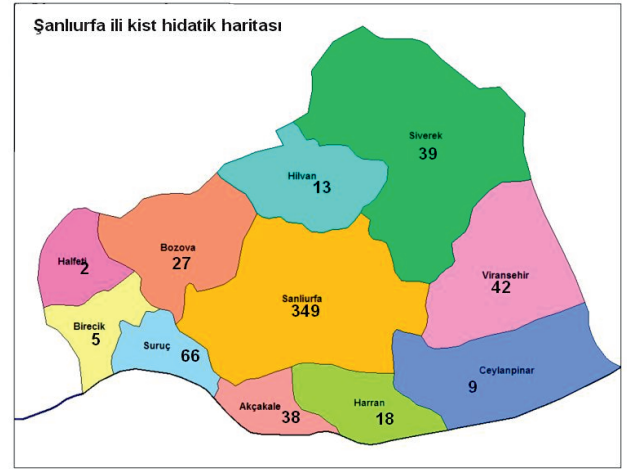 Şanlıurfa ili kist hidatik haritası
Siverek
39
Hilvan
13
Bozova
27
Halfeti
2
Viransehir
42
Sanliurfa
349
Birecik
5
Suruç
66
Ceylanpinar
9
Akçakale
38
Harran
18